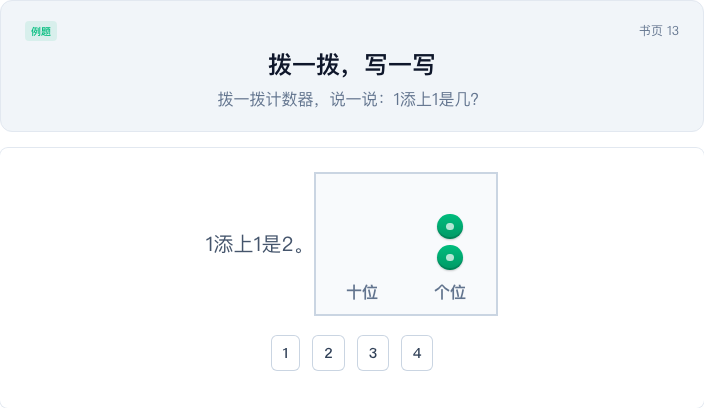 例题
书页 13
拨一拨，写一写
拨一拨计数器，说一说：1添上1是几？
1添上1是2。
十位 个位
1 2 3 4